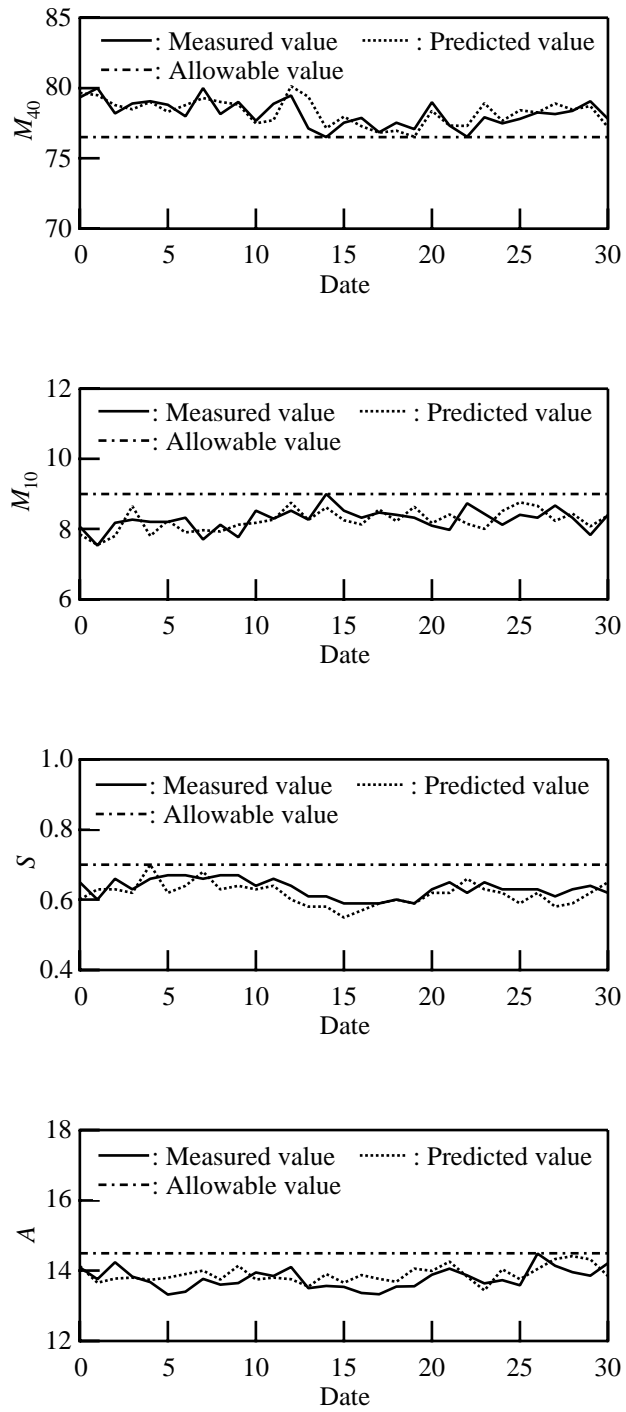 85
: Measured value : Predicted value
: Allowable value
80
M40
75
70
0 5 10 15 20 25 30
Date
12
: Measured value : Predicted value
: Allowable value
10
M10
8
6
0 5 10 15 20 25 30
Date
1.0
: Measured value : Predicted value
: Allowable value
0.8
S
0.6
0.4
0 5 10 15 20 25 30
Date
18
: Measured value : Predicted value
: Allowable value
16
A
14
12
0 5 10 15 20 25 30
Date